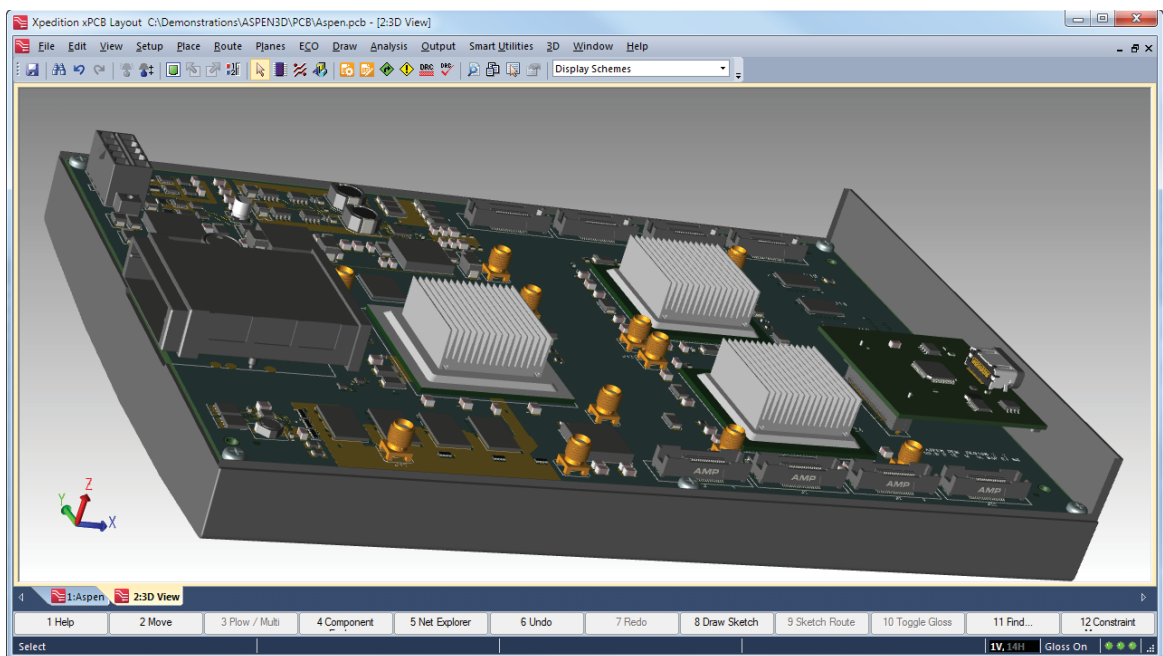 Xpedition xPCB Layout C:\Demonstrations\ASPEN3D\PCB\Aspen.pcb - [2:3D View]
File Edit View Setup Place Route Planes ECO Draw Analysis Output Smart Utilities 3D Window Help
DRC DRC Display Schemes
AMP AMP AMP AMP
Z
Y
X
1:Aspen 2:3D View
1 Help 2 Move 3 Plow / Multi 4 Component 5 Net Explorer 6 Undo 7 Redo 8 Draw Sketch 9 Sketch Route 10 Toggle Gloss 11 Find... 12 Constraint
Select 1V, 14H Gloss On